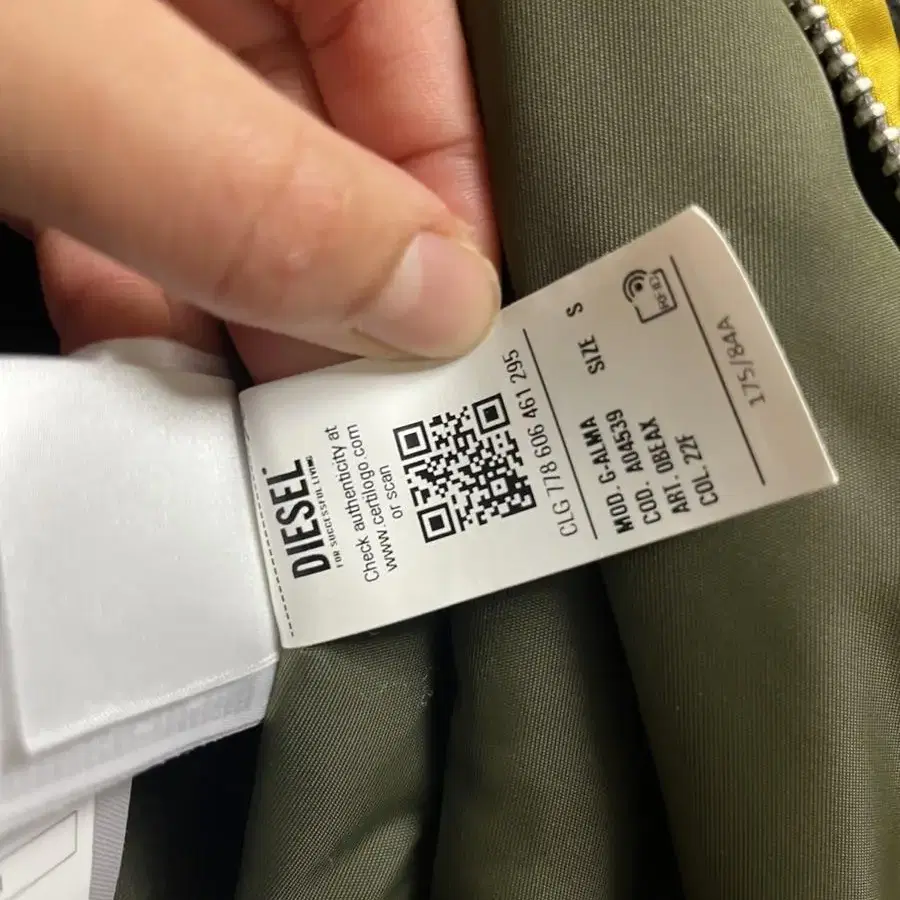 DIESEL
FOR SUCCESSFUL LIVING
Check authenticity at
www.certilogo.com
or scan
CLG 778 606 461 295
SIZE S
MOD. G-ALMA
COD. A04539
ART. 0BEAX
COL. 22F
RFID
175/84A